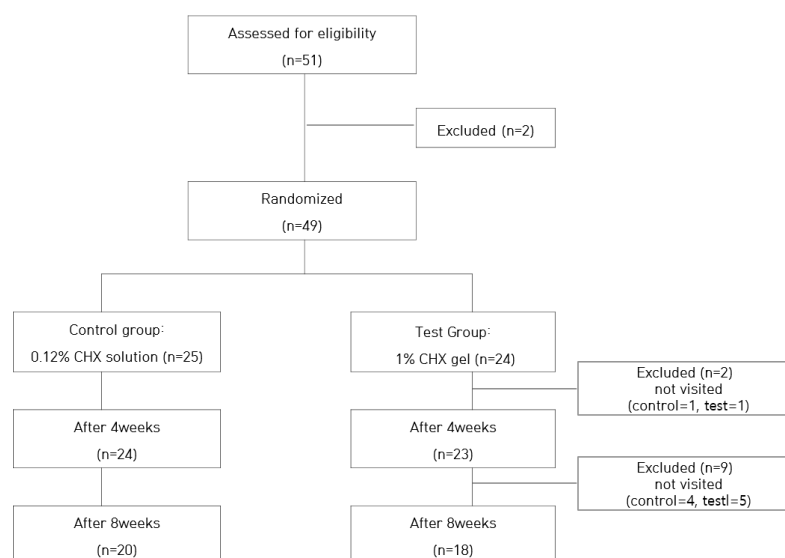 Assessed for eligibility
(n=51)
Excluded (n=2)
Randomized
(n=49)
Control group:
0.12% CHX solution (n=25)
Test Group:
1% CHX gel (n=24)
Excluded (n=2)
not visited
(control=1, test=1)
After 4weeks
(n=24)
After 4weeks
(n=23)
Excluded (n=9)
not visited
(control=4, testl=5)
After 8weeks
(n=20)
After 8weeks
(n=18)